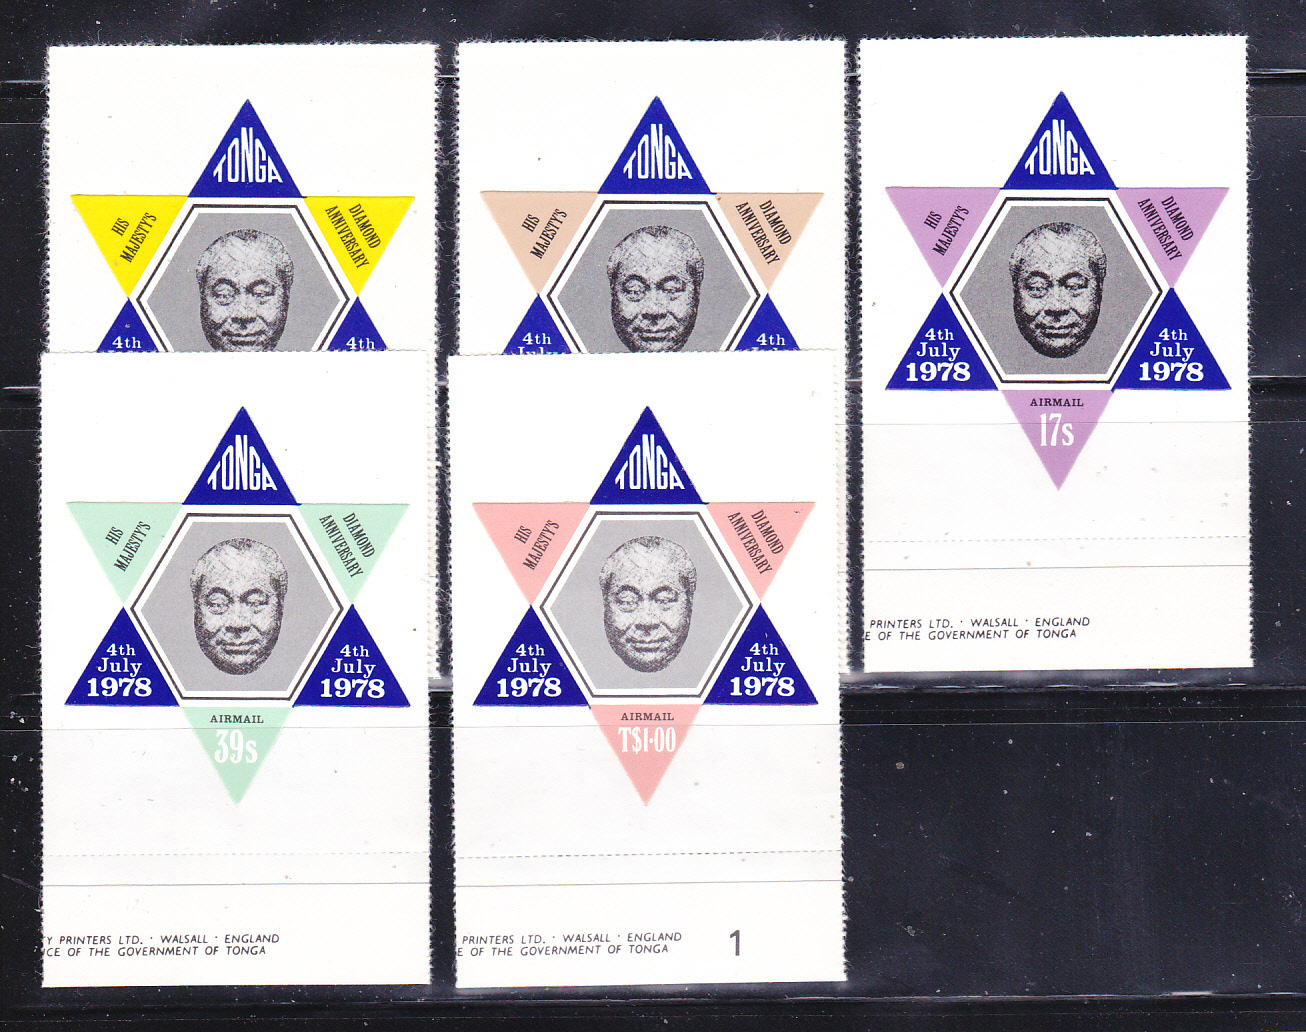 TONGA
HIS
MAJESTY'S
DIAMOND
ANNIVERSARY
4th
4th
TONGA
HIS
MAJESTY'S
DIAMOND
ANNIVERSARY
4th
July
4th
July
TONGA
HIS
MAJESTY'S
DIAMOND
ANNIVERSARY
4th
July
1978
4th
July
1978
AIRMAIL
17s
PRINTERS LTD. · WALSALL · ENGLAND
E OF THE GOVERNMENT OF TONGA
TONGA
HIS
MAJESTY'S
DIAMOND
ANNIVERSARY
4th
July
1978
4th
July
1978
AIRMAIL
39s
Y PRINTERS LTD. · WALSALL · ENGLAND
CE OF THE GOVERNMENT OF TONGA
TONGA
HIS
MAJESTY'S
DIAMOND
ANNIVERSARY
4th
July
1978
4th
July
1978
AIRMAIL
T$1·00
PRINTERS LTD. · WALSALL · ENGLAND
E OF THE GOVERNMENT OF TONGA
1